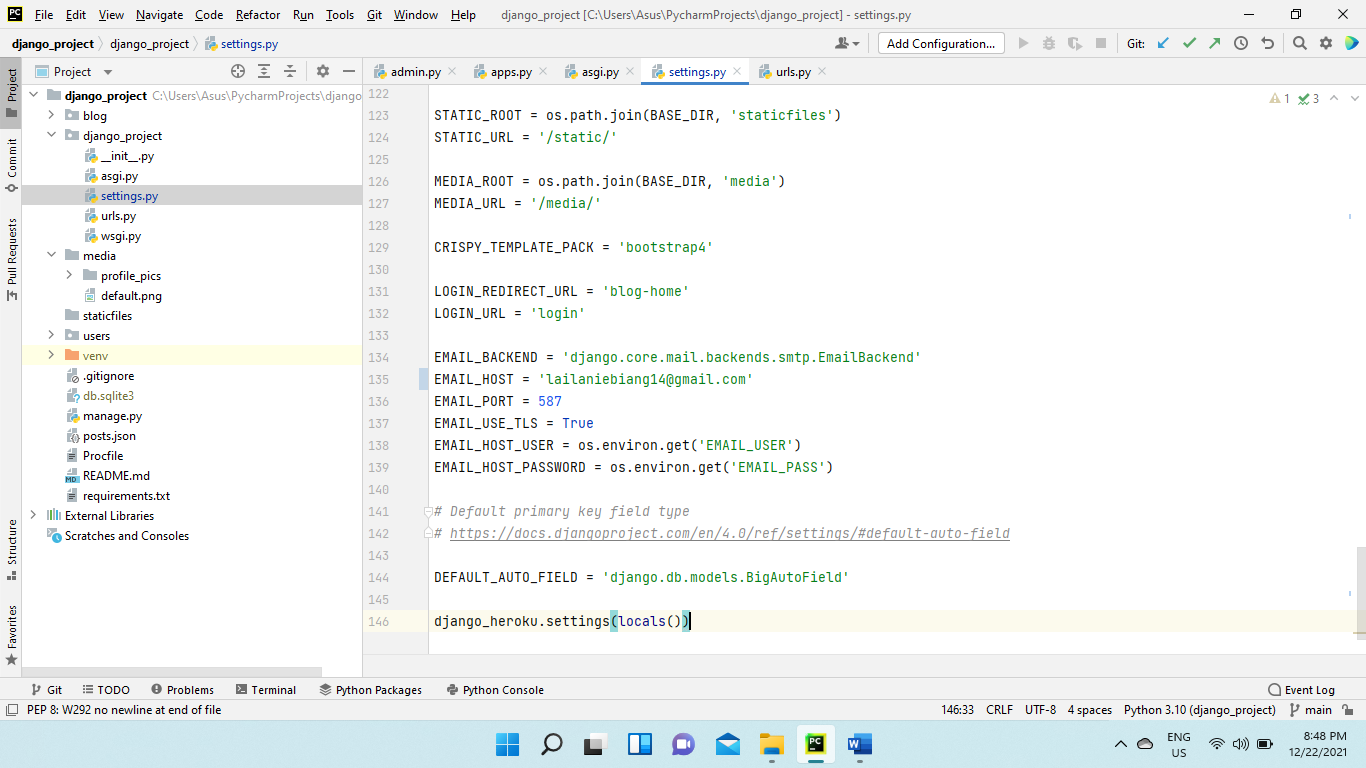 PC File Edit View Navigate Code Refactor Run Tools Git Window Help django_project [C:\Users\Asus\PycharmProjects\django_project] - settings.py
django_project django_project settings.py Add Configuration... Git:
Project
admin.py apps.py asgi.py settings.py urls.py
Project
Commit
Pull Requests
Structure
Favorites
django_project C:\Users\Asus\PycharmProjects\django
blog
django_project
__init__.py
asgi.py
settings.py
urls.py
wsgi.py
media
profile_pics
default.png
staticfiles
users
venv
.gitignore
db.sqlite3
manage.py
posts.json
Procfile
README.md
requirements.txt
External Libraries
Scratches and Consoles
1 3
122
123 STATIC_ROOT = os.path.join(BASE_DIR, 'staticfiles')
124 STATIC_URL = '/static/'
125
126 MEDIA_ROOT = os.path.join(BASE_DIR, 'media')
127 MEDIA_URL = '/media/'
128
129 CRISPY_TEMPLATE_PACK = 'bootstrap4'
130
131 LOGIN_REDIRECT_URL = 'blog-home'
132 LOGIN_URL = 'login'
133
134 EMAIL_BACKEND = 'django.core.mail.backends.smtp.EmailBackend'
135 EMAIL_HOST = 'lailaniebiang14@gmail.com'
136 EMAIL_PORT = 587
137 EMAIL_USE_TLS = True
138 EMAIL_HOST_USER = os.environ.get('EMAIL_USER')
139 EMAIL_HOST_PASSWORD = os.environ.get('EMAIL_PASS')
140
141 # Default primary key field type
142 # https://docs.djangoproject.com/en/4.0/ref/settings/#default-auto-field
143
144 DEFAULT_AUTO_FIELD = 'django.db.models.BigAutoField'
145
146 django_heroku.settings(locals())
Git TODO Problems Terminal Python Packages Python Console Event Log
PEP 8: W292 no newline at end of file 146:33 CRLF UTF-8 4 spaces Python 3.10 (django_project) main
ENG
US
8:48 PM
12/22/2021